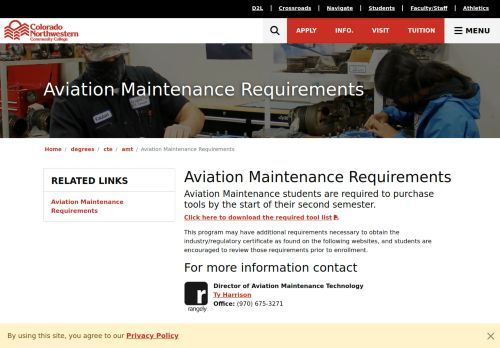 D2L | Crossroads | Navigate | Students | Faculty/Staff | Athletics
Colorado
Northwestern
Community College
APPLY INFO. VISIT TUITION MENU
Aviation Maintenance Requirements
Home / degrees / cte / amt / Aviation Maintenance Requirements
RELATED LINKS
Aviation Maintenance
Requirements
Aviation Maintenance Requirements
Aviation Maintenance students are required to purchase
tools by the start of their second semester.
Click here to download the required tool list
This program may have additional requirements necessary to obtain the
industry/regulatory certificate as found on the following websites, and students are
encouraged to review those requirements prior to enrollment.
For more information contact
r
rangely
Director of Aviation Maintenance Technology
Ty Harrison
Office: (970) 675-3271
By using this site, you agree to our Privacy Policy